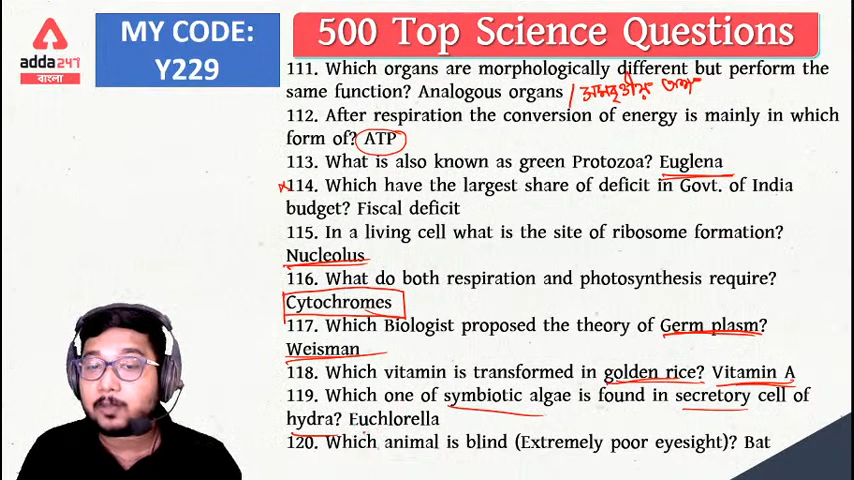 adda247
বাংলা
MY CODE:
Y229
500 Top Science Questions
111. Which organs are morphologically different but perform the
same function? Analogous organs
112. After respiration the conversion of energy is mainly in which
form of? ATP
113. What is also known as green Protozoa? Euglena
114. Which have the largest share of deficit in Govt. of India
budget? Fiscal deficit
115. In a living cell what is the site of ribosome formation?
Nucleolus
116. What do both respiration and photosynthesis require?
Cytochromes
117. Which Biologist proposed the theory of Germ plasm?
Weisman
118. Which vitamin is transformed in golden rice? Vitamin A
119. Which one of symbiotic algae is found in secretory cell of
hydra? Euchlorella
120. Which animal is blind (Extremely poor eyesight)? Bat